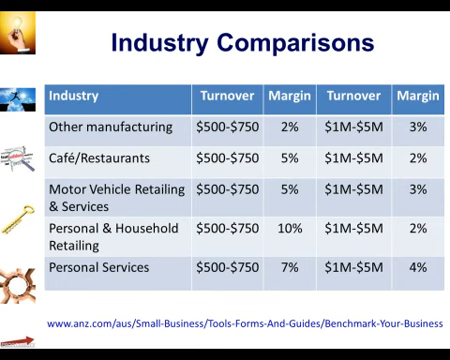 Industry Comparisons
Industry Turnover Margin Turnover Margin
Other manufacturing $500-$750 2% $1M-$5M 3%
Café/Restaurants $500-$750 5% $1M-$5M 2%
Motor Vehicle Retailing $500-$750 5% $1M-$5M 3%
& Services
Personal & Household $500-$750 10% $1M-$5M 2%
Retailing
Personal Services $500-$750 7% $1M-$5M 4%
www.anz.com/aus/Small-Business/Tools-Forms-And-Guides/Benchmark-Your-Business